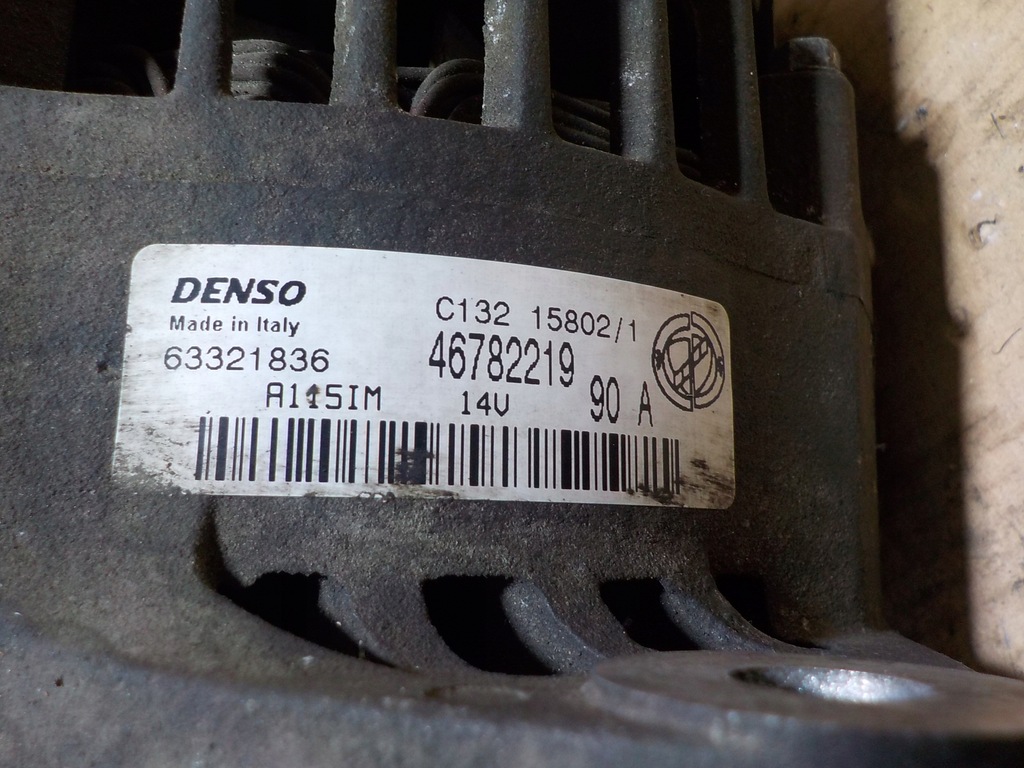 DENSO
Made in Italy
C132 15802/1
63321836
46782219
A115IM
14V
90 A